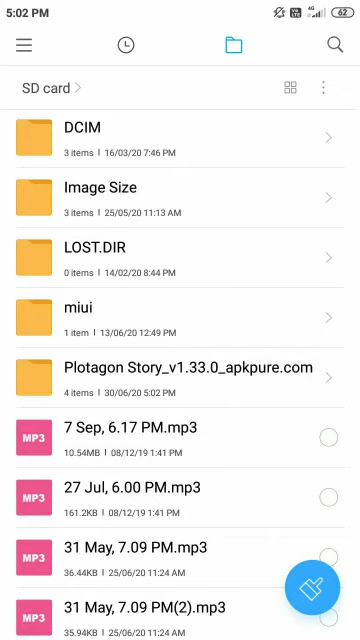 5:02 PM
4G
62
SD card
DCIM
3 items | 16/03/20 7:46 PM
Image Size
3 items | 25/05/20 11:13 AM
LOST.DIR
0 items | 14/02/20 8:44 PM
miui
1 item | 13/06/20 12:49 PM
Plotagon Story_v1.33.0_apkpure.com
4 items | 30/06/20 5:02 PM
MP3
7 Sep, 6.17 PM.mp3
10.54MB | 08/12/19 1:41 PM
MP3
27 Jul, 6.00 PM.mp3
161.2KB | 08/12/19 1:41 PM
MP3
31 May, 7.09 PM.mp3
36.44KB | 25/06/20 11:24 AM
MP3
31 May, 7.09 PM(2).mp3
35.94KB | 25/06/20 11:24 AM